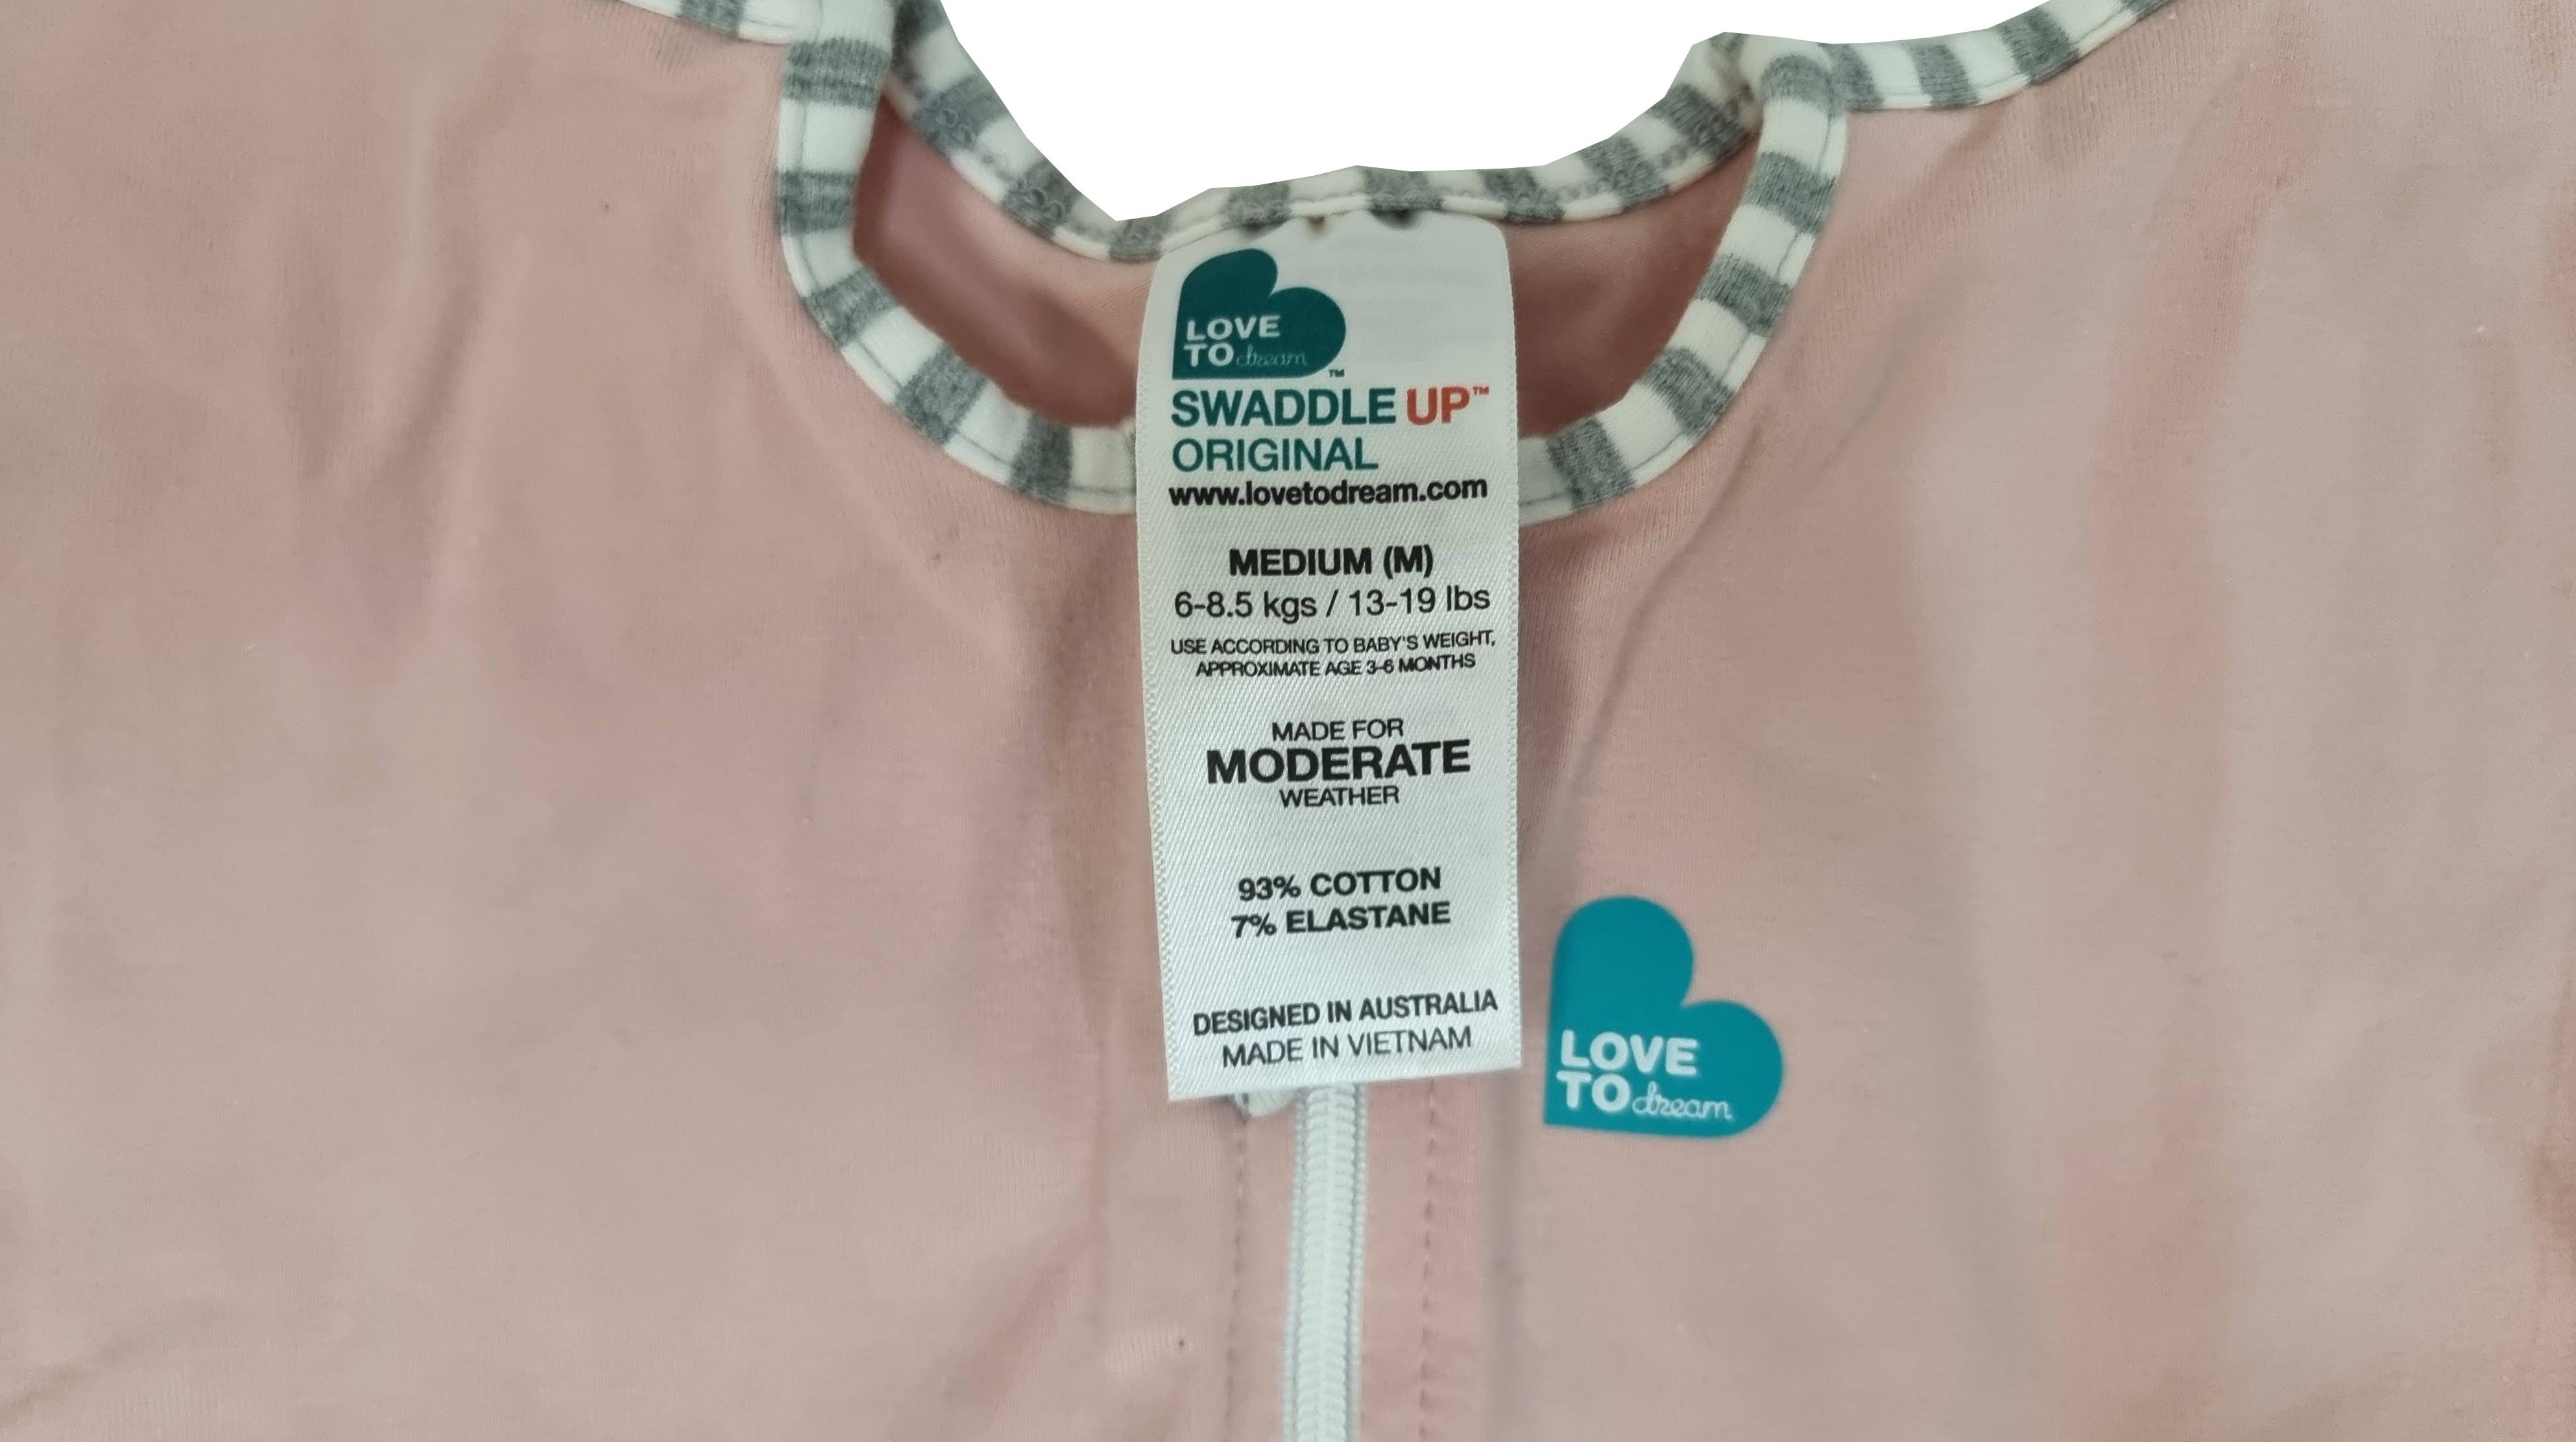 LOVE
TO dream™
SWADDLE UP™
ORIGINAL
www.lovetodream.com
MEDIUM (M)
6-8.5 kgs / 13-19 lbs
USE ACCORDING TO BABY'S WEIGHT,
APPROXIMATE AGE 3-6 MONTHS
MADE FOR
MODERATE
WEATHER
93% COTTON
7% ELASTANE
DESIGNED IN AUSTRALIA
MADE IN VIETNAM
LOVE
TO dream